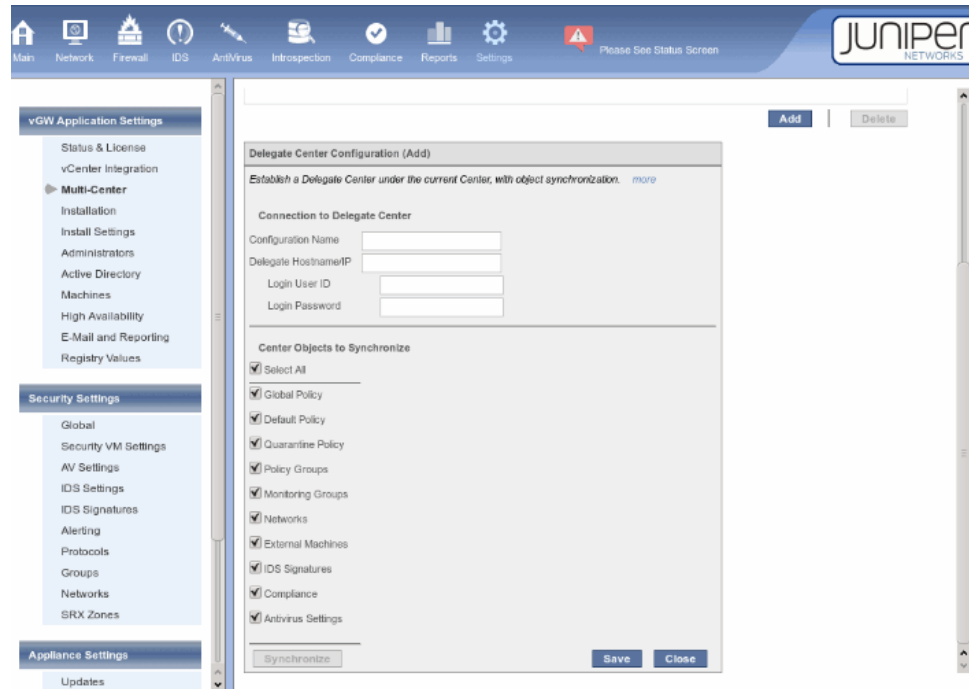 Main Network Firewall IDS AntiVirus Introspection Compliance Reports Settings
Please See Status Screen
JUNIPER
NETWORKS
vGW Application Settings
Status & License
vCenter Integration
Multi-Center
Installation
Install Settings
Administrators
Active Directory
Machines
High Availability
E-Mail and Reporting
Registry Values
Security Settings
Global
Security VM Settings
AV Settings
IDS Settings
IDS Signatures
Alerting
Protocols
Groups
Networks
SRX Zones
Appliance Settings
Updates
Add Delete
Delegate Center Configuration (Add)
Establish a Delegate Center under the current Center, with object synchronization. more
Connection to Delegate Center
Configuration Name
Delegate Hostname/IP
Login User ID
Login Password
Center Objects to Synchronize
Select All
Global Policy
Default Policy
Quarantine Policy
Policy Groups
Monitoring Groups
Networks
External Machines
IDS Signatures
Compliance
Antivirus Settings
Synchronize Save Close